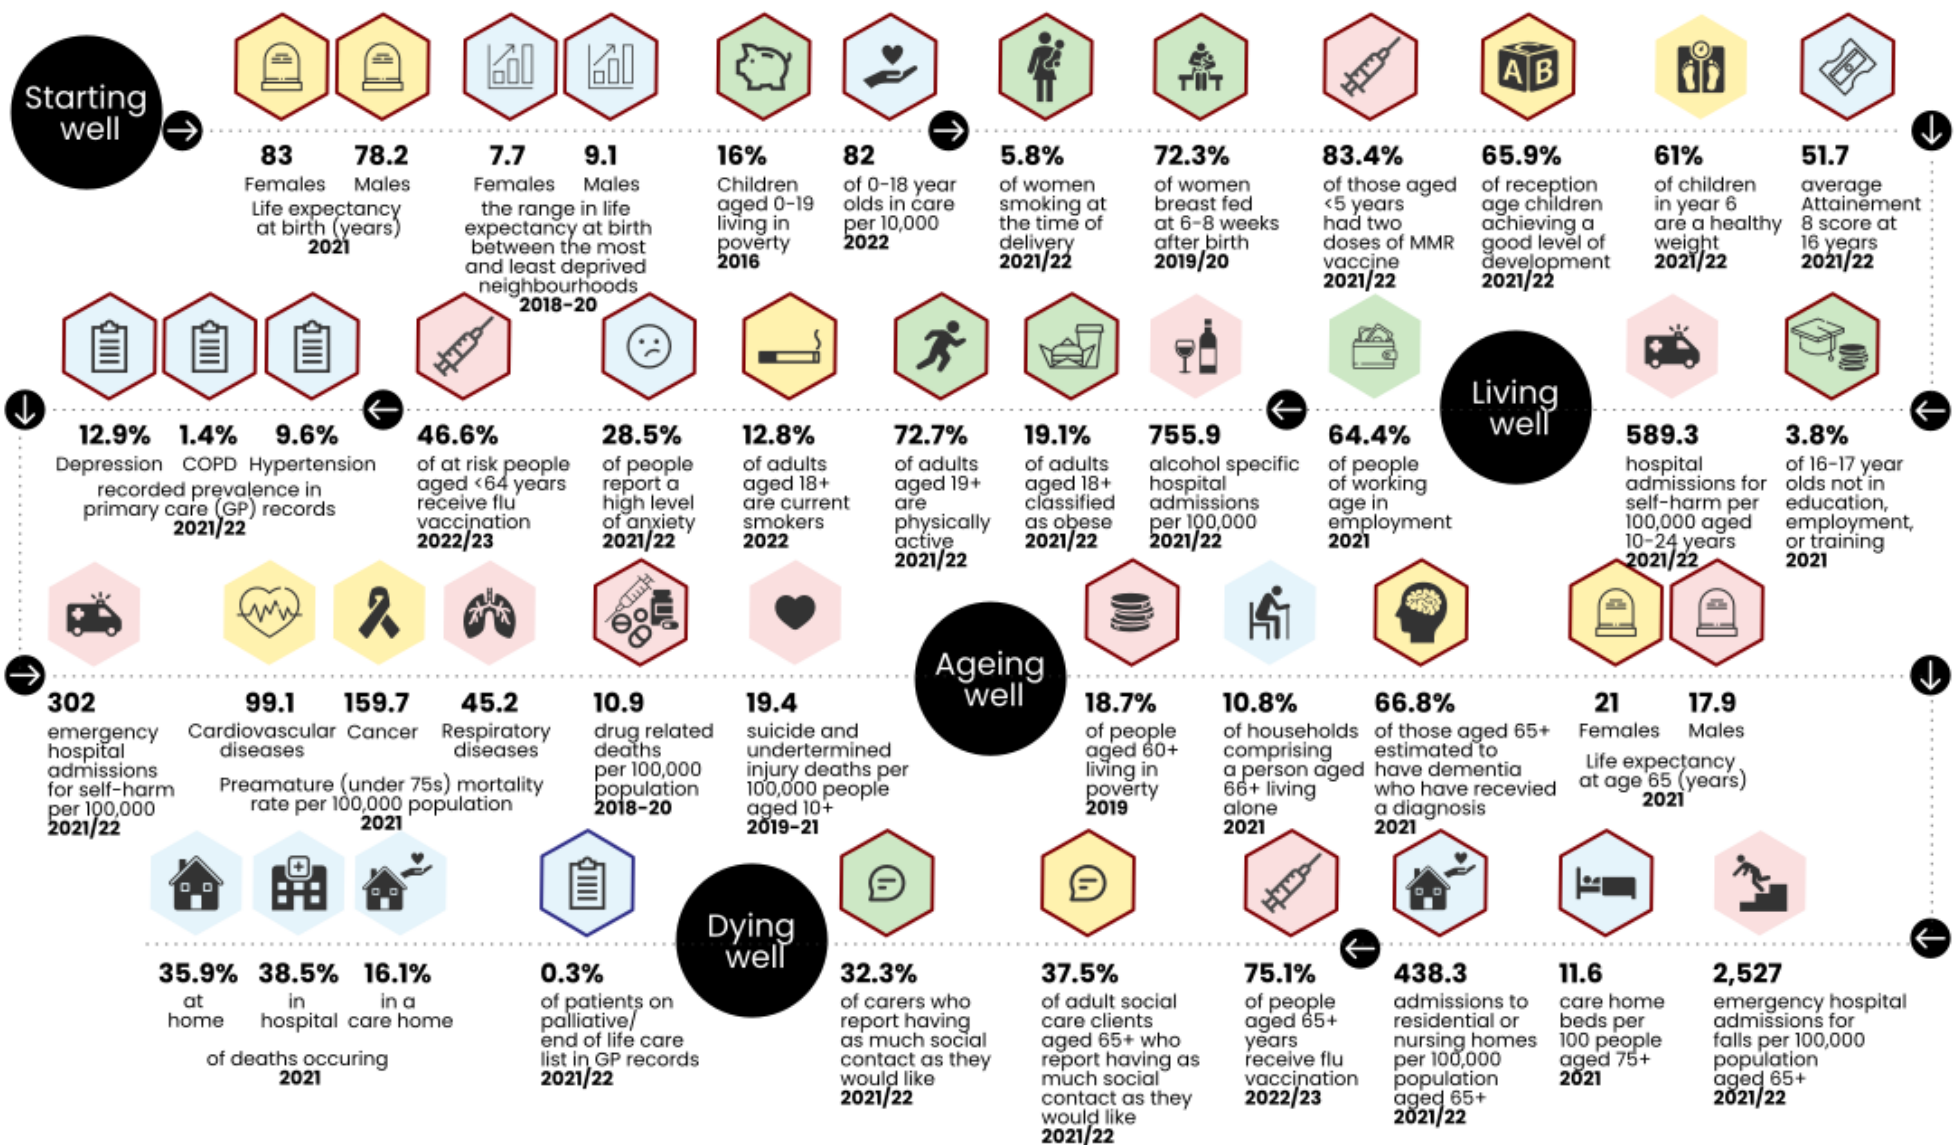 Starting
well
83
Females
78.2
Males
Life expectancy
at birth (years)
2021
7.7
Females
9.1
Males
the range in life
expectancy at birth
between the most
and least deprived
neighbourhoods
2018-20
16%
Children
aged 0-19
living in
poverty
2016
82
of 0-18 year
olds in care
per 10,000
2022
5.8%
of women
smoking at
the time of
delivery
2021/22
72.3%
of women
breast fed
at 6-8 weeks
after birth
2019/20
83.4%
of those aged
<5 years
had two
doses of MMR
vaccine
2021/22
A B
65.9%
of reception
age children
achieving a
good level of
development
2021/22
61%
of children
in year 6
are a healthy
weight
2021/22
51.7
average
Attainement
8 score at
16 years
2021/22
3.8%
of 16-17 year
olds not in
education,
employment,
or training
2021
589.3
hospital
admissions for
self-harm per
100,000 aged
10-24 years
2021/22
Living
well
64.4%
of people
of working
age in
employment
2021
755.9
alcohol specific
hospital
admissions
per 100,000
2021/22
19.1%
of adults
aged 18+
classified
as obese
2021/22
72.7%
of adults
aged 19+
are
physically
active
2021/22
12.8%
of adults
aged 18+
are current
smokers
2022
28.5%
of people
report a
high level
of anxiety
2021/22
46.6%
of at risk people
aged <64 years
receive flu
vaccination
2022/23
12.9%
Depression
1.4%
COPD
9.6%
Hypertension
recorded prevalence in
primary care (GP) records
2021/22
302
emergency
hospital
admissions
for self-harm
per 100,000
2021/22
99.1
Cardiovascular
diseases
159.7
Cancer
45.2
Respiratory
diseases
Preamature (under 75s) mortality
rate per 100,000 population
2021
10.9
drug related
deaths
per 100,000
population
2018-20
19.4
suicide and
undertermined
injury deaths per
100,000 people
aged 10+
2019-21
Ageing
well
18.7%
of people
aged 60+
living in
poverty
2019
10.8%
of households
comprising
a person aged
66+ living
alone
2021
66.8%
of those aged 65+
estimated to
have dementia
who have recevied
a diagnosis
2021
21
Females
17.9
Males
Life expectancy
at age 65 (years)
2021
2,527
emergency hospital
admissions for
falls per 100,000
population
aged 65+
2021/22
11.6
care home
beds per
100 people
aged 75+
2021
438.3
admissions to
residential or
nursing homes
per 100,000
population
aged 65+
2021/22
75.1%
of people
aged 65+
years
receive flu
vaccination
2022/23
37.5%
of adult social
care clients
aged 65+ who
report having as
much social
contact as they
would like
2021/22
32.3%
of carers who
report having
as much social
contact as they
would like
2021/22
Dying
well
0.3%
of patients on
palliative/
end of life care
list in GP records
2021/22
35.9%
at
home
38.5%
in
hospital
16.1%
in a
care home
of deaths occuring
2021